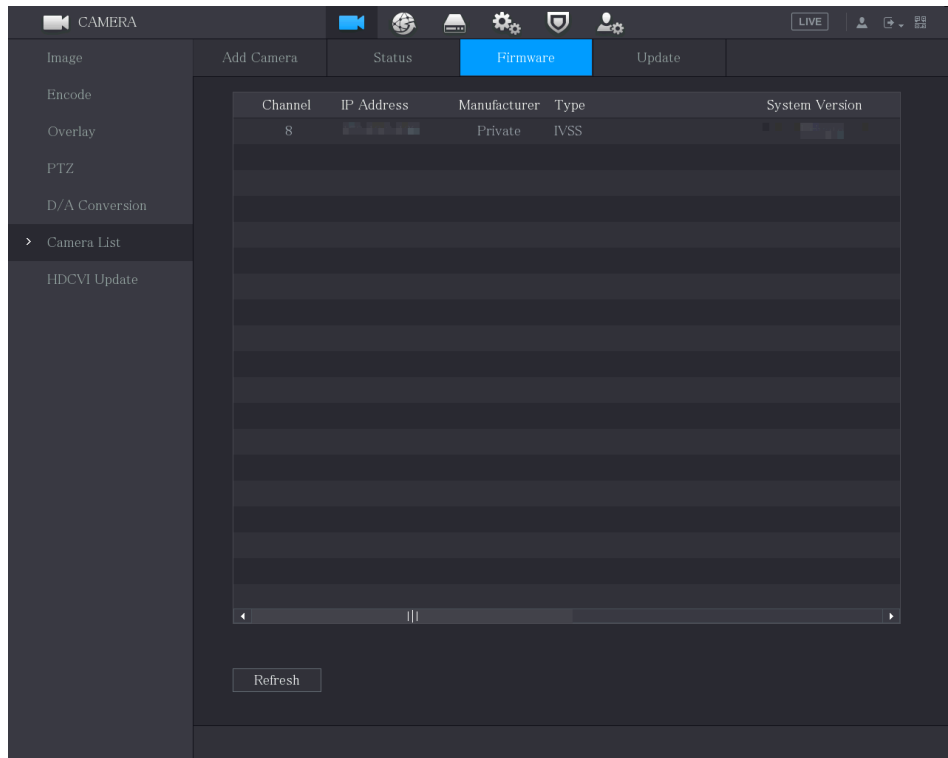 CAMERA LIVE
Image
Encode
Overlay
PTZ
D/A Conversion
Camera List
HDCVI Update
Add Camera Status Firmware Update
Channel IP Address Manufacturer Type System Version
8 Private IVSS
Refresh